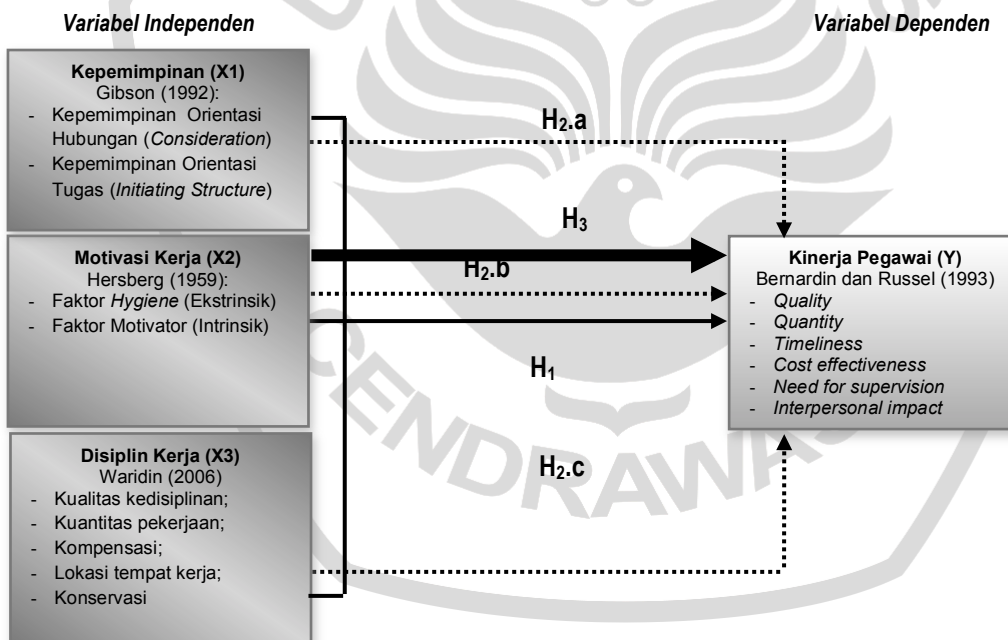 Variabel Independen
Variabel Dependen
Kepemimpinan (X1)
Gibson (1992):
- Kepemimpinan Orientasi
Hubungan (Consideration)
- Kepemimpinan Orientasi
Tugas (Initiating Structure)
Motivasi Kerja (X2)
Hersberg (1959):
- Faktor Hygiene (Ekstrinsik)
- Faktor Motivator (Intrinsik)
Disiplin Kerja (X3)
Waridin (2006)
- Kualitas kedisiplinan;
- Kuantitas pekerjaan;
- Kompensasi;
- Lokasi tempat kerja;
- Konservasi
H2.a
H3
H2.b
H1
H2.c
Kinerja Pegawai (Y)
Bernardin dan Russel (1993)
- Quality
- Quantity
- Timeliness
- Cost effectiveness
- Need for supervision
- Interpersonal impact
CENDRAWAS